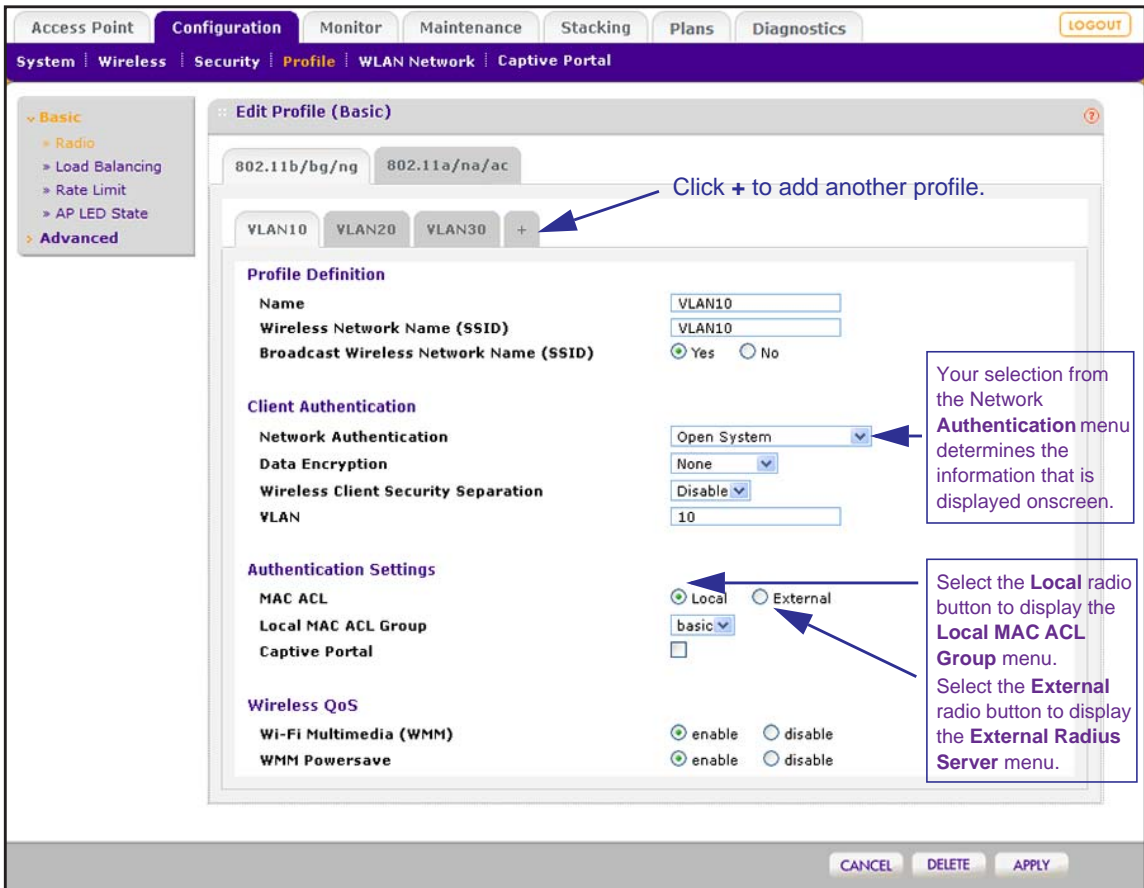 Access Point Configuration Monitor Maintenance Stacking Plans Diagnostics LOGOUT
System Wireless Security Profile WLAN Network Captive Portal
Basic
» Radio
» Load Balancing
» Rate Limit
» AP LED State
Advanced
Edit Profile (Basic) ?
802.11b/bg/ng 802.11a/na/ac
Click + to add another profile.
VLAN10 VLAN20 VLAN30 +
Profile Definition
Name VLAN10
Wireless Network Name (SSID) VLAN10
Broadcast Wireless Network Name (SSID) Yes No
Client Authentication
Network Authentication Open System
Data Encryption None
Wireless Client Security Separation Disable
VLAN 10
Your selection from
the Network
Authentication menu
determines the
information that is
displayed onscreen.
Authentication Settings
MAC ACL Local External
Local MAC ACL Group basic
Captive Portal
Select the Local radio
button to display the
Local MAC ACL
Group menu.
Select the External
radio button to display
the External Radius
Server menu.
Wireless QoS
Wi-Fi Multimedia (WMM) enable disable
WMM Powersave enable disable
CANCEL DELETE APPLY